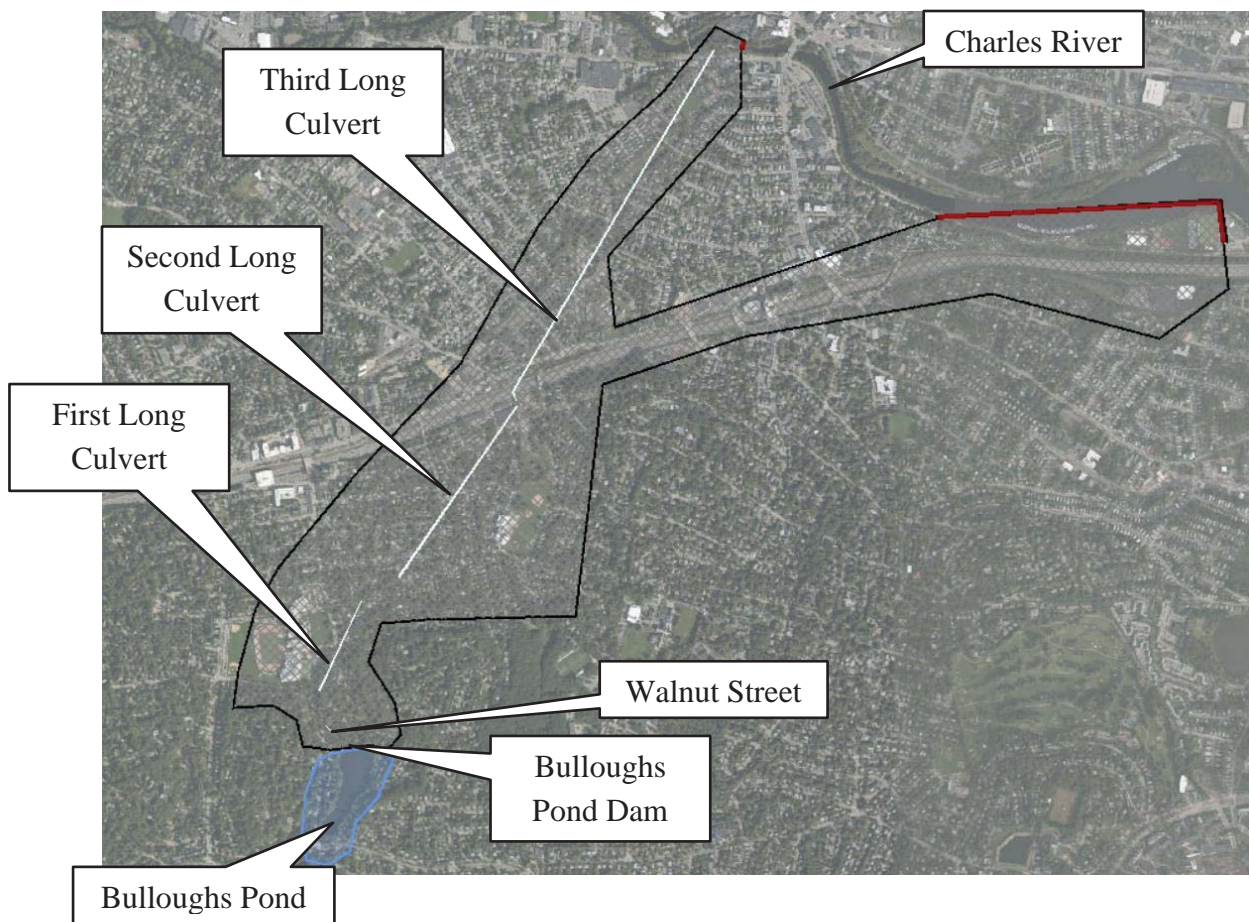 Charles River
Third Long
Culvert
Second Long
Culvert
First Long
Culvert
Walnut Street
Bulloughs
Pond Dam
Bulloughs Pond